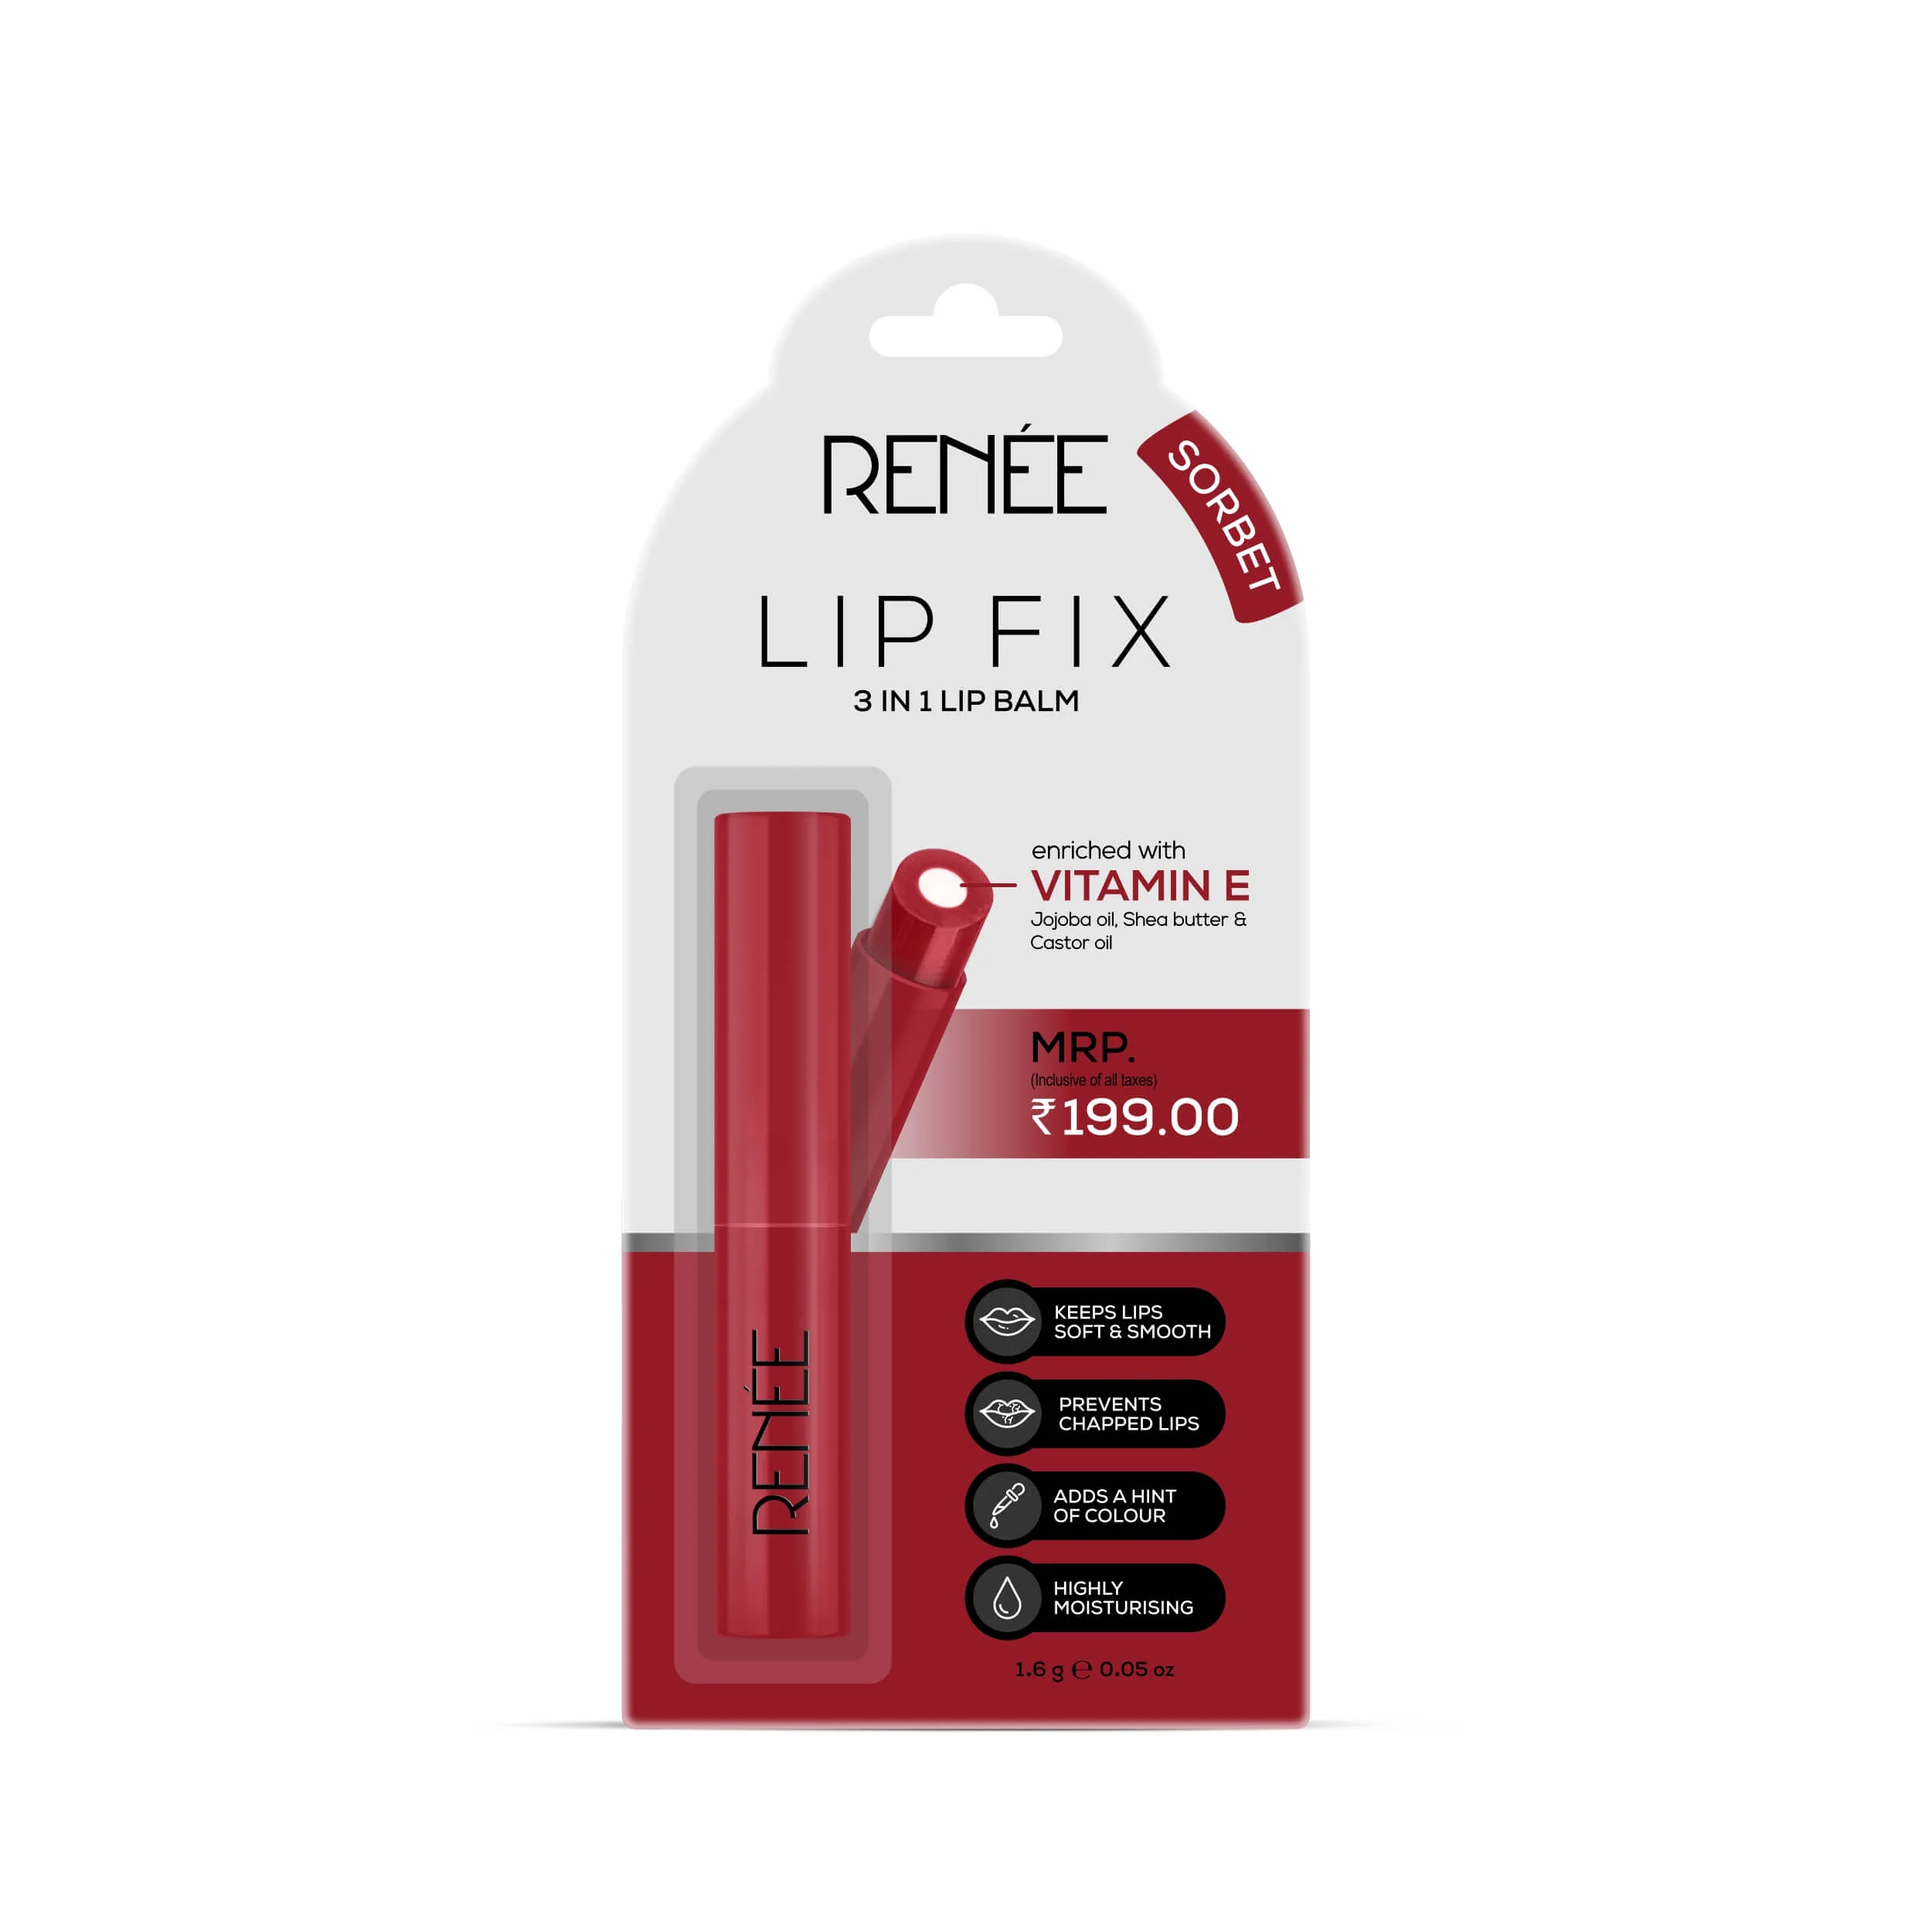 RENÉE
SORBET
LIP FIX
3 IN 1 LIP BALM
enriched with
VITAMIN E
Jojoba oil, Shea butter &
Castor oil
MRP.
(Inclusive of all taxes)
₹199.00
KEEPS LIPS
SOFT & SMOOTH
PREVENTS
CHAPPED LIPS
ADDS A HINT
OF COLOUR
HIGHLY
MOISTURISING
RENÉE
1.6 g ℮ 0.05 oz